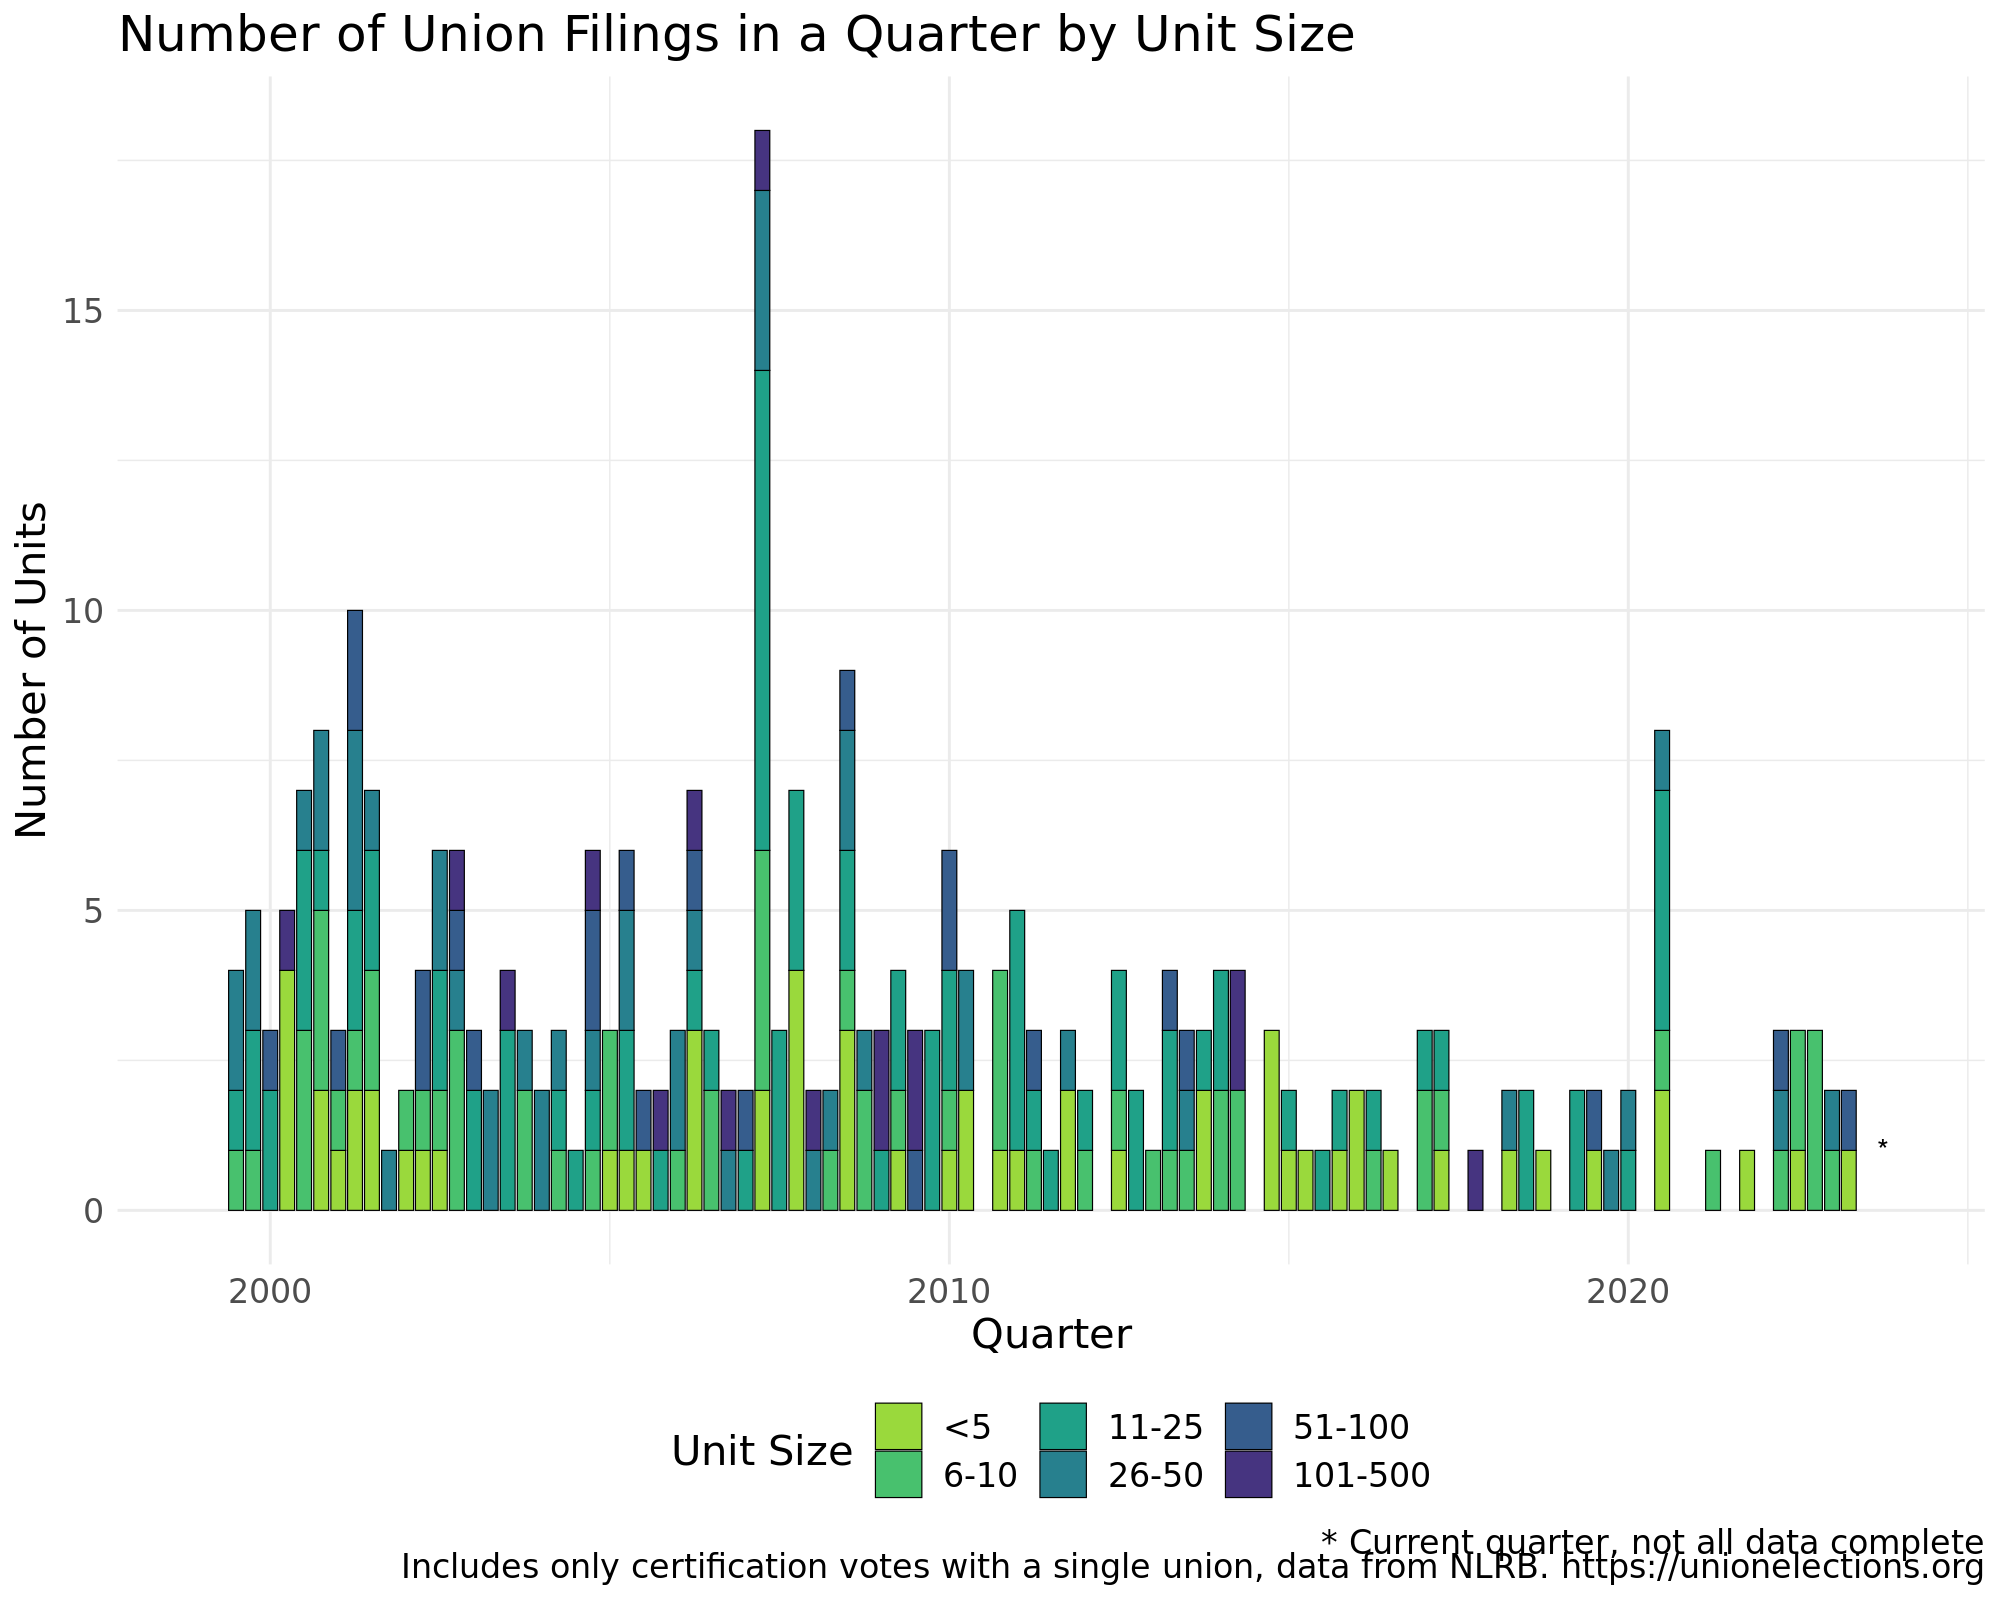 Number of Union Filings in a Quarter by Unit Size
Number of Units
15
10
5
0
*
2000
2010
2020
Quarter
Unit Size
<5
6-10
11-25
26-50
51-100
101-500
* Current quarter, not all data complete
Includes only certification votes with a single union, data from NLRB. https://unionelections.org